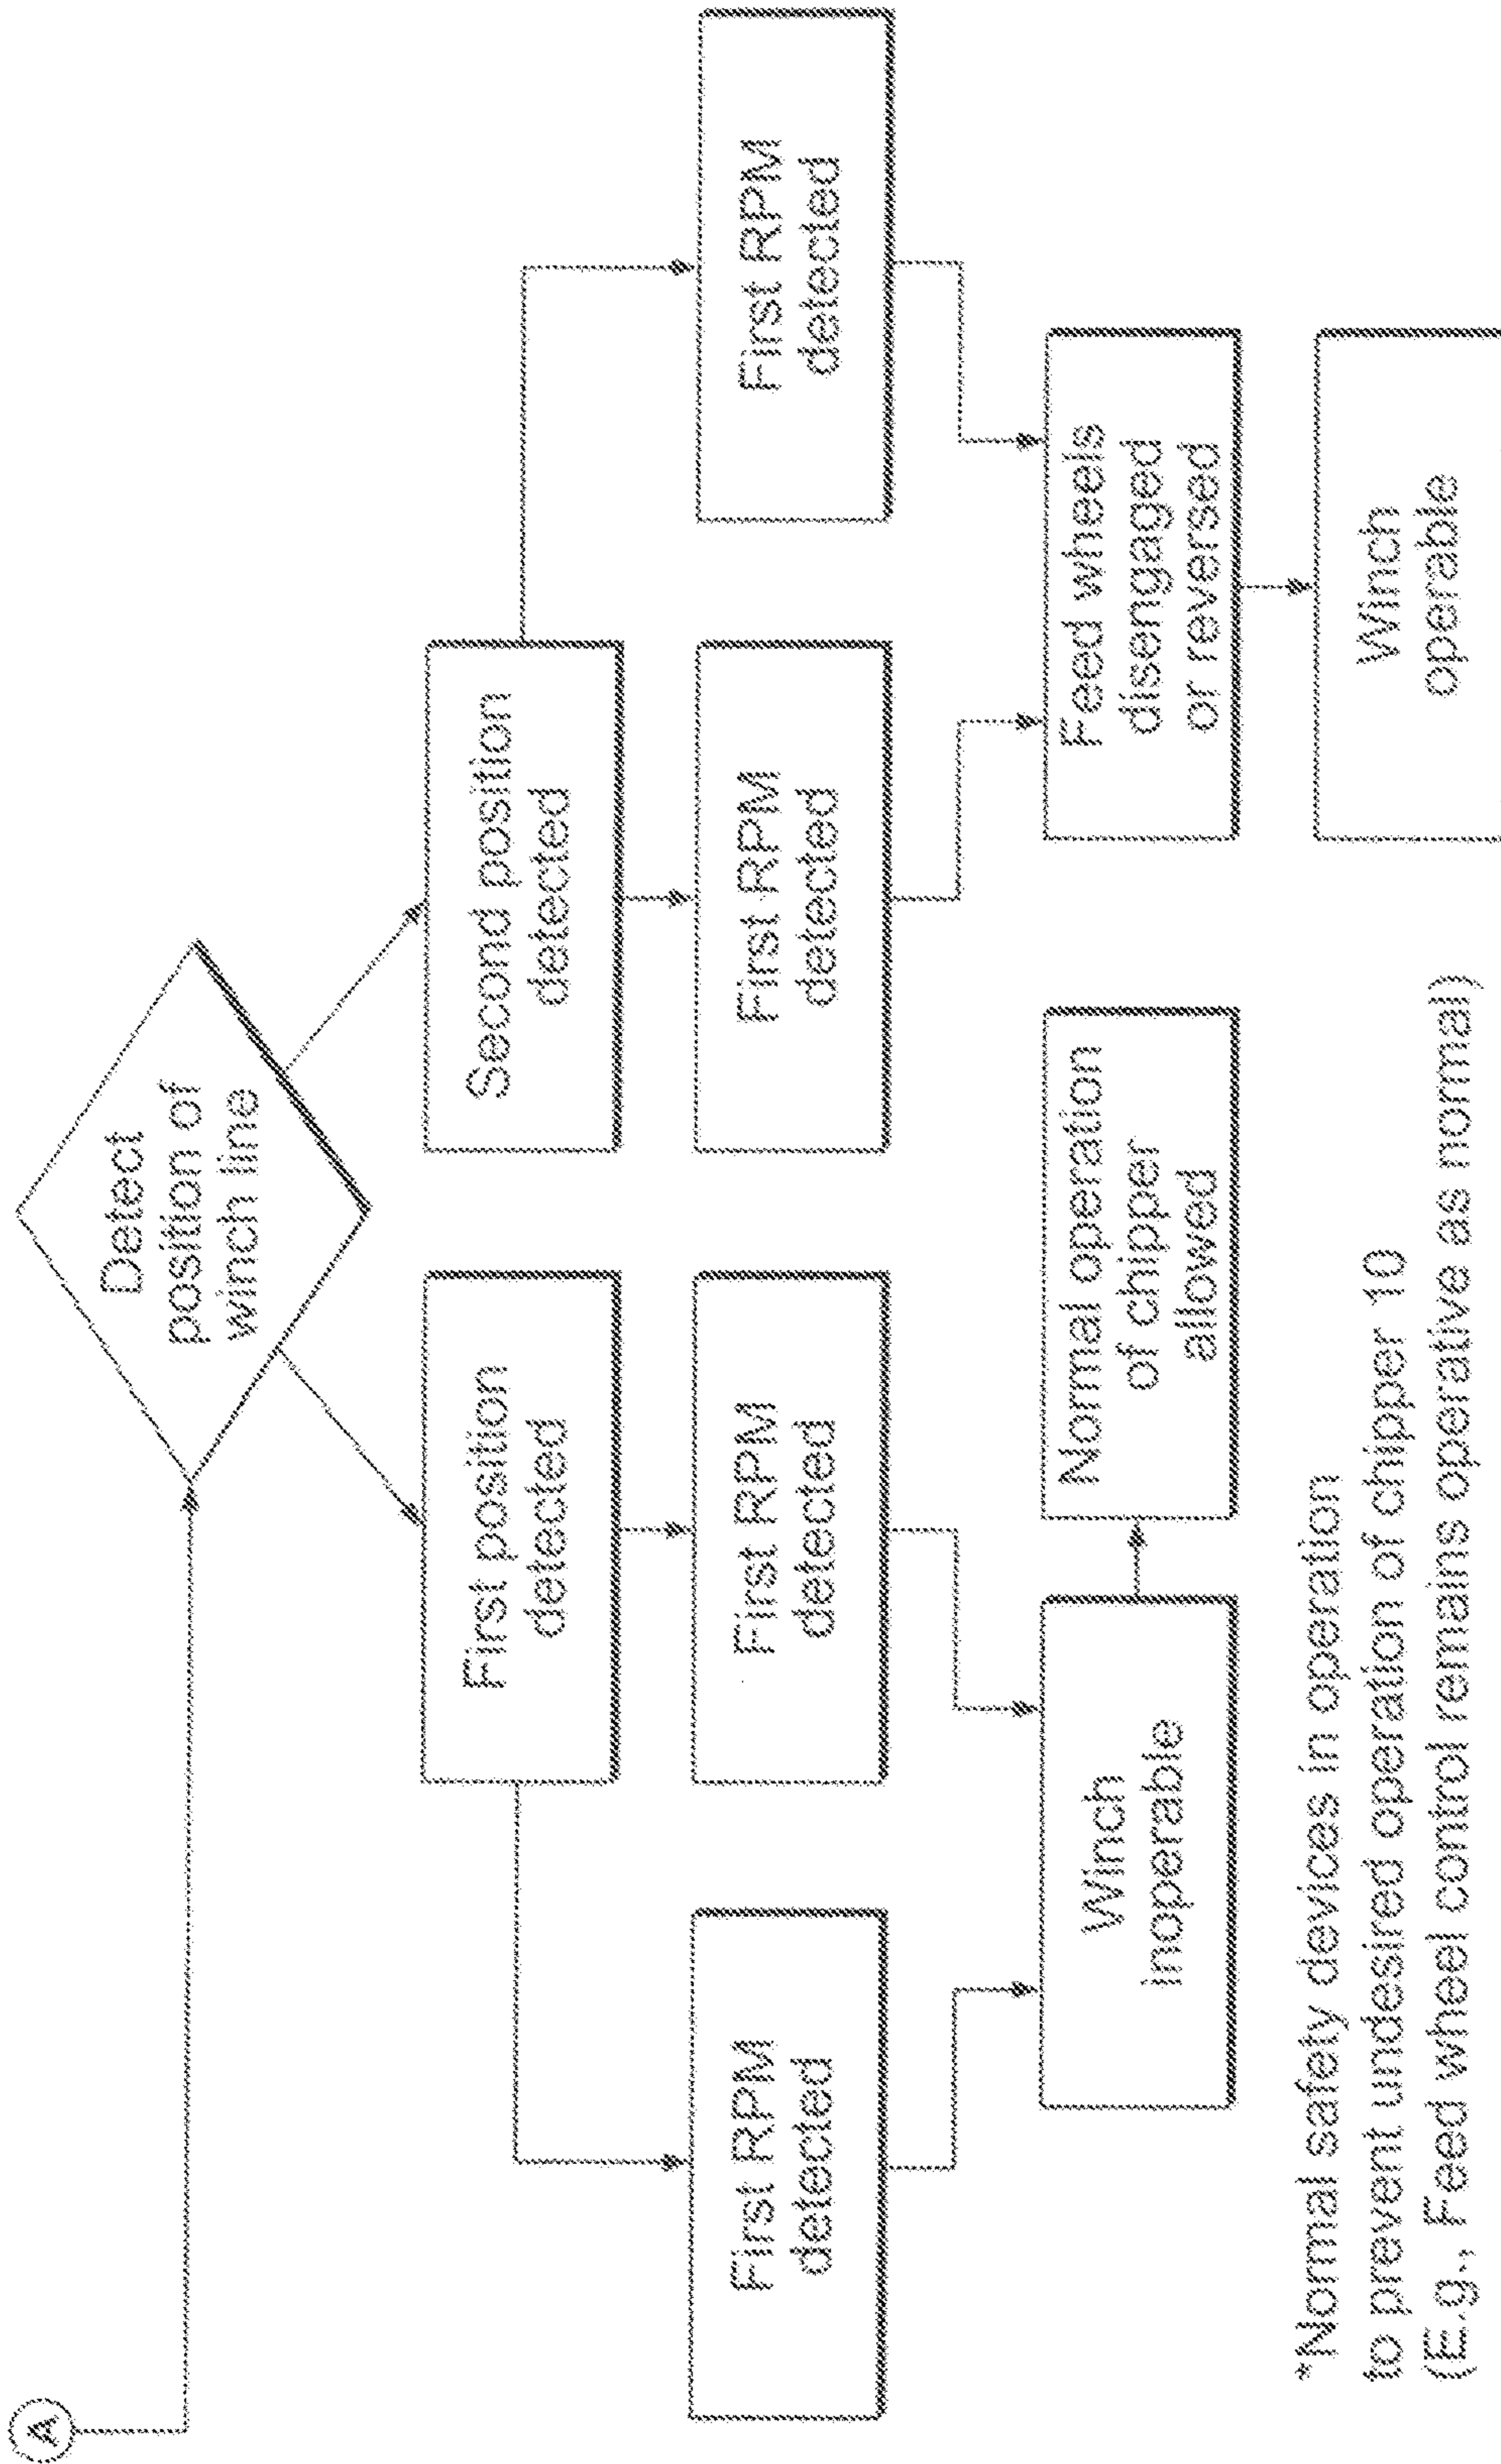 A
Detect
position of
winch line
First position
detected
Second position
detected
First RPM
detected
First RPM
detected
First RPM
detected
First RPM
detected
Winch
inoperable
Normal operation
of chipper
allowed
Feed wheels
disengaged
or reversed
Winch
operable
*Normal safety devices in operation
to prevent undesired operation of chipper 10
(E.g., Feed wheel control remains operative as normal)